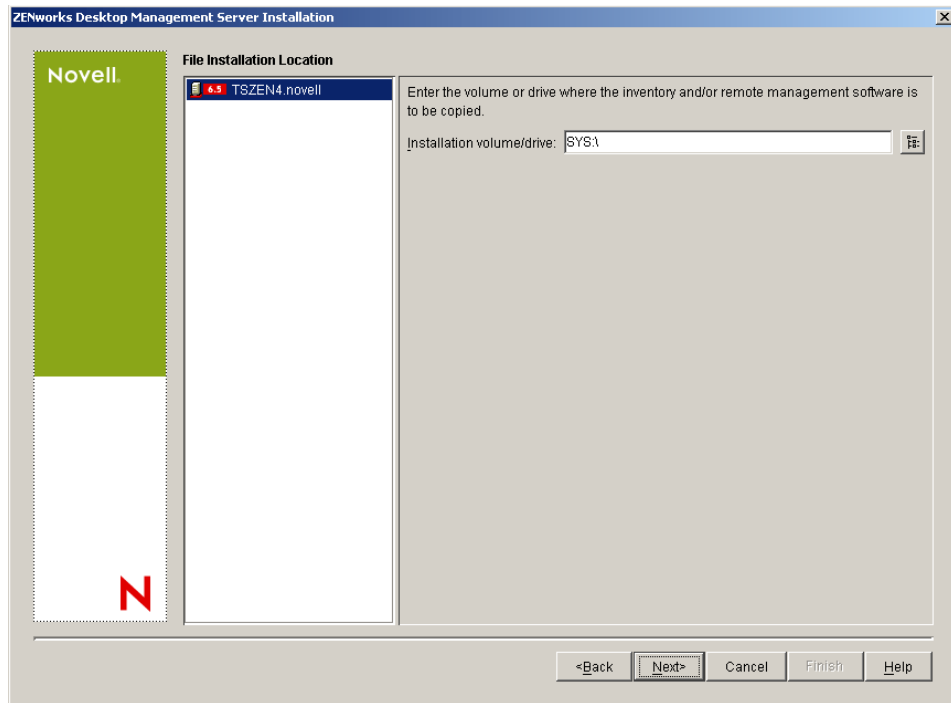 ZENworks Desktop Management Server Installation
Novell.
File Installation Location
6.5 TSZEN4.novell
Enter the volume or drive where the inventory and/or remote management software is
to be copied.
Installation volume/drive: SYS:\
N
<Back Next> Cancel Finish Help